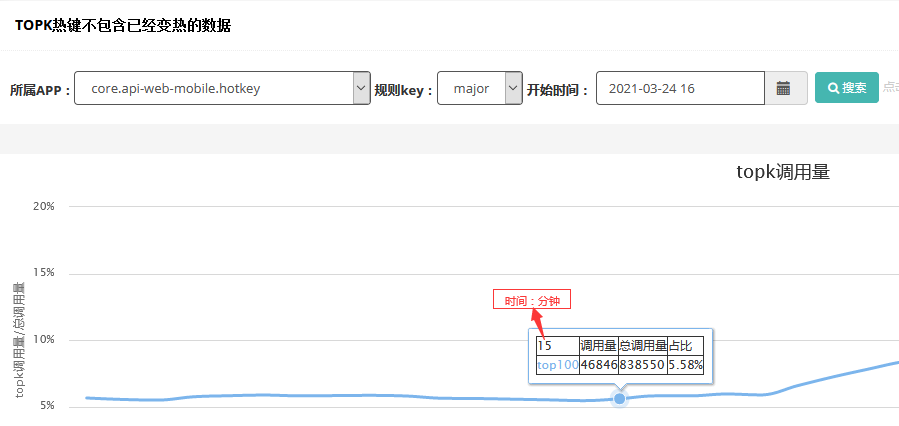 TOPK热键不包含已经变热的数据
所属APP： core.api-web-mobile.hotkey 规则key： major 开始时间： 2021-03-24 16 搜索 点击
topk调用量
20%
15%
10%
5%
topk调用量/总调用量
时间：分钟
15 调用量 总调用量 占比
top100 46846 838550 5.58%